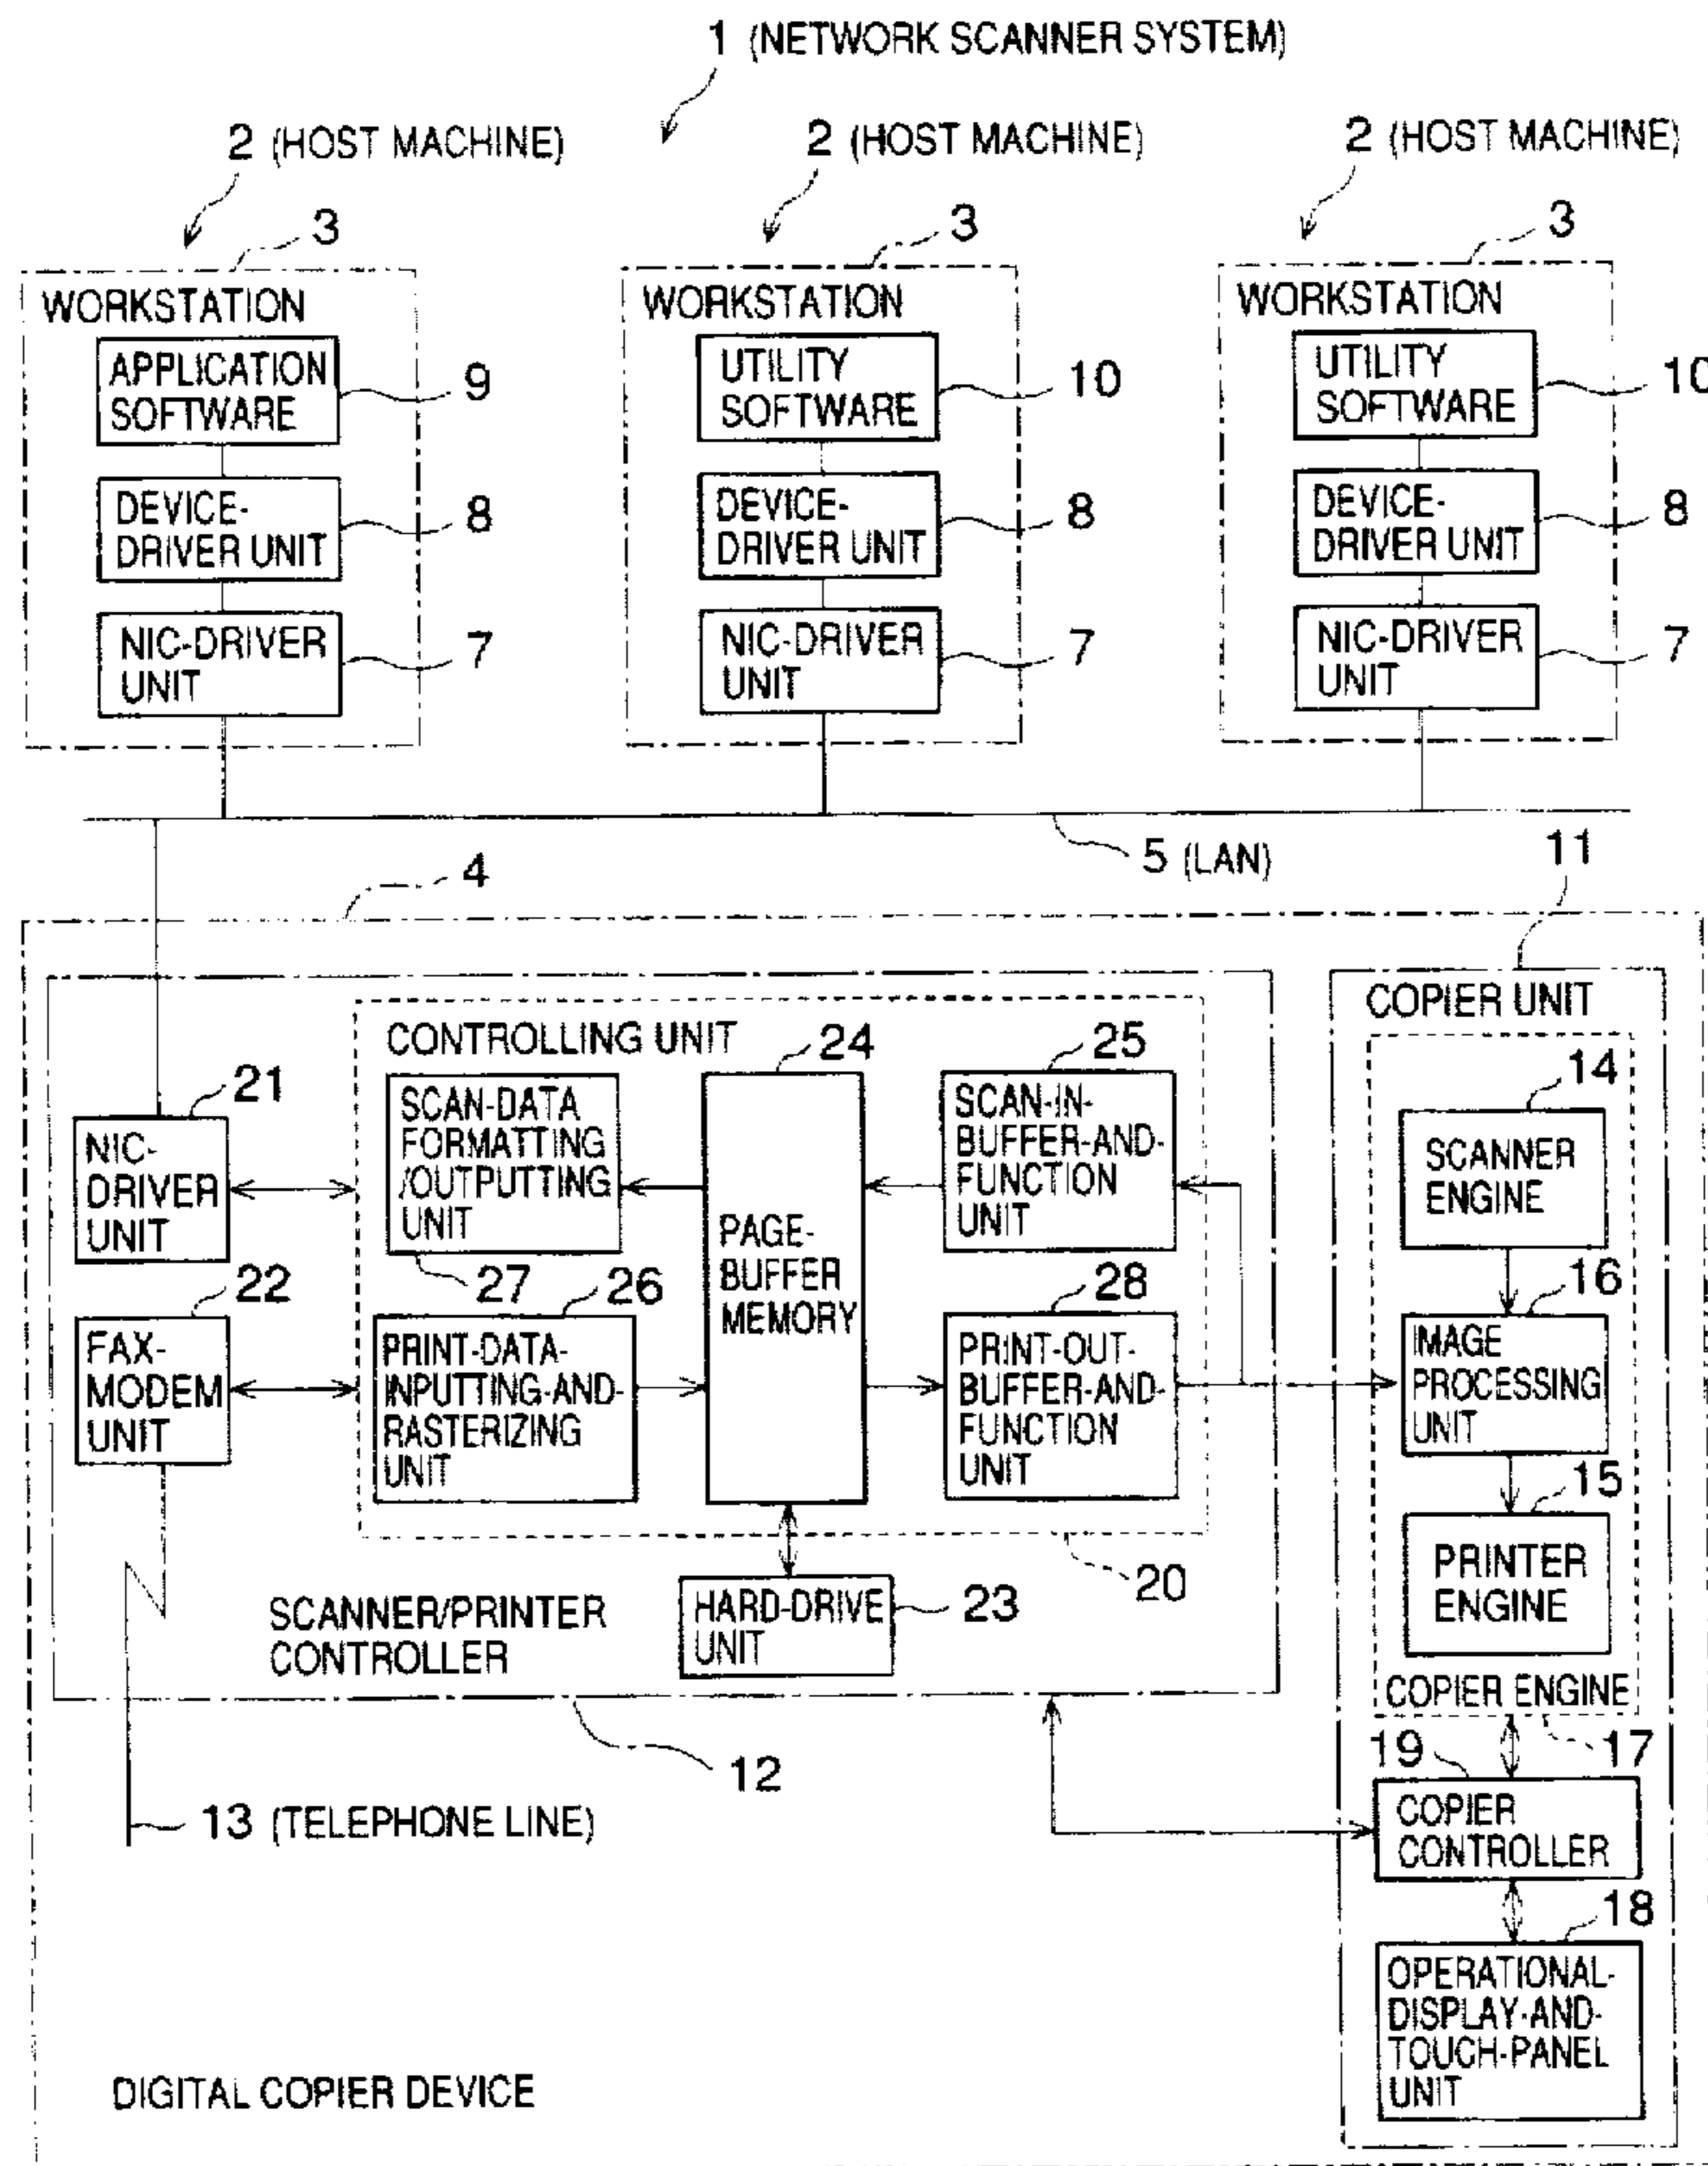 1 (NETWORK SCANNER SYSTEM)
2 (HOST MACHINE)
2 (HOST MACHINE)
2 (HOST MACHINE)
3
3
3
WORKSTATION
APPLICATION
SOFTWARE
9
DEVICE-
DRIVER UNIT
8
NIC-DRIVER
UNIT
7
WORKSTATION
UTILITY
SOFTWARE
10
DEVICE-
DRIVER UNIT
8
NIC-DRIVER
UNIT
7
WORKSTATION
UTILITY
SOFTWARE
10
DEVICE-
DRIVER UNIT
8
NIC-DRIVER
UNIT
7
5 (LAN)
4
11
CONTROLLING UNIT
21
NIC-
DRIVER
UNIT
22
FAX-
MODEM
UNIT
SCAN-DATA
FORMATTING
/OUTPUTTING
UNIT
27
26
PRINT-DATA-
INPUTTING-AND-
RASTERIZING
UNIT
24
PAGE-
BUFFER
MEMORY
25
SCAN-IN-
BUFFER-AND-
FUNCTION
UNIT
28
PRINT-OUT-
BUFFER-AND-
FUNCTION
UNIT
20
HARD-DRIVE
UNIT
23
SCANNER/PRINTER
CONTROLLER
12
13 (TELEPHONE LINE)
COPIER UNIT
14
SCANNER
ENGINE
16
IMAGE
PROCESSING
UNIT
15
PRINTER
ENGINE
COPIER ENGINE
17
19
COPIER
CONTROLLER
18
OPERATIONAL-
DISPLAY-AND-
TOUCH-PANEL
UNIT
DIGITAL COPIER DEVICE